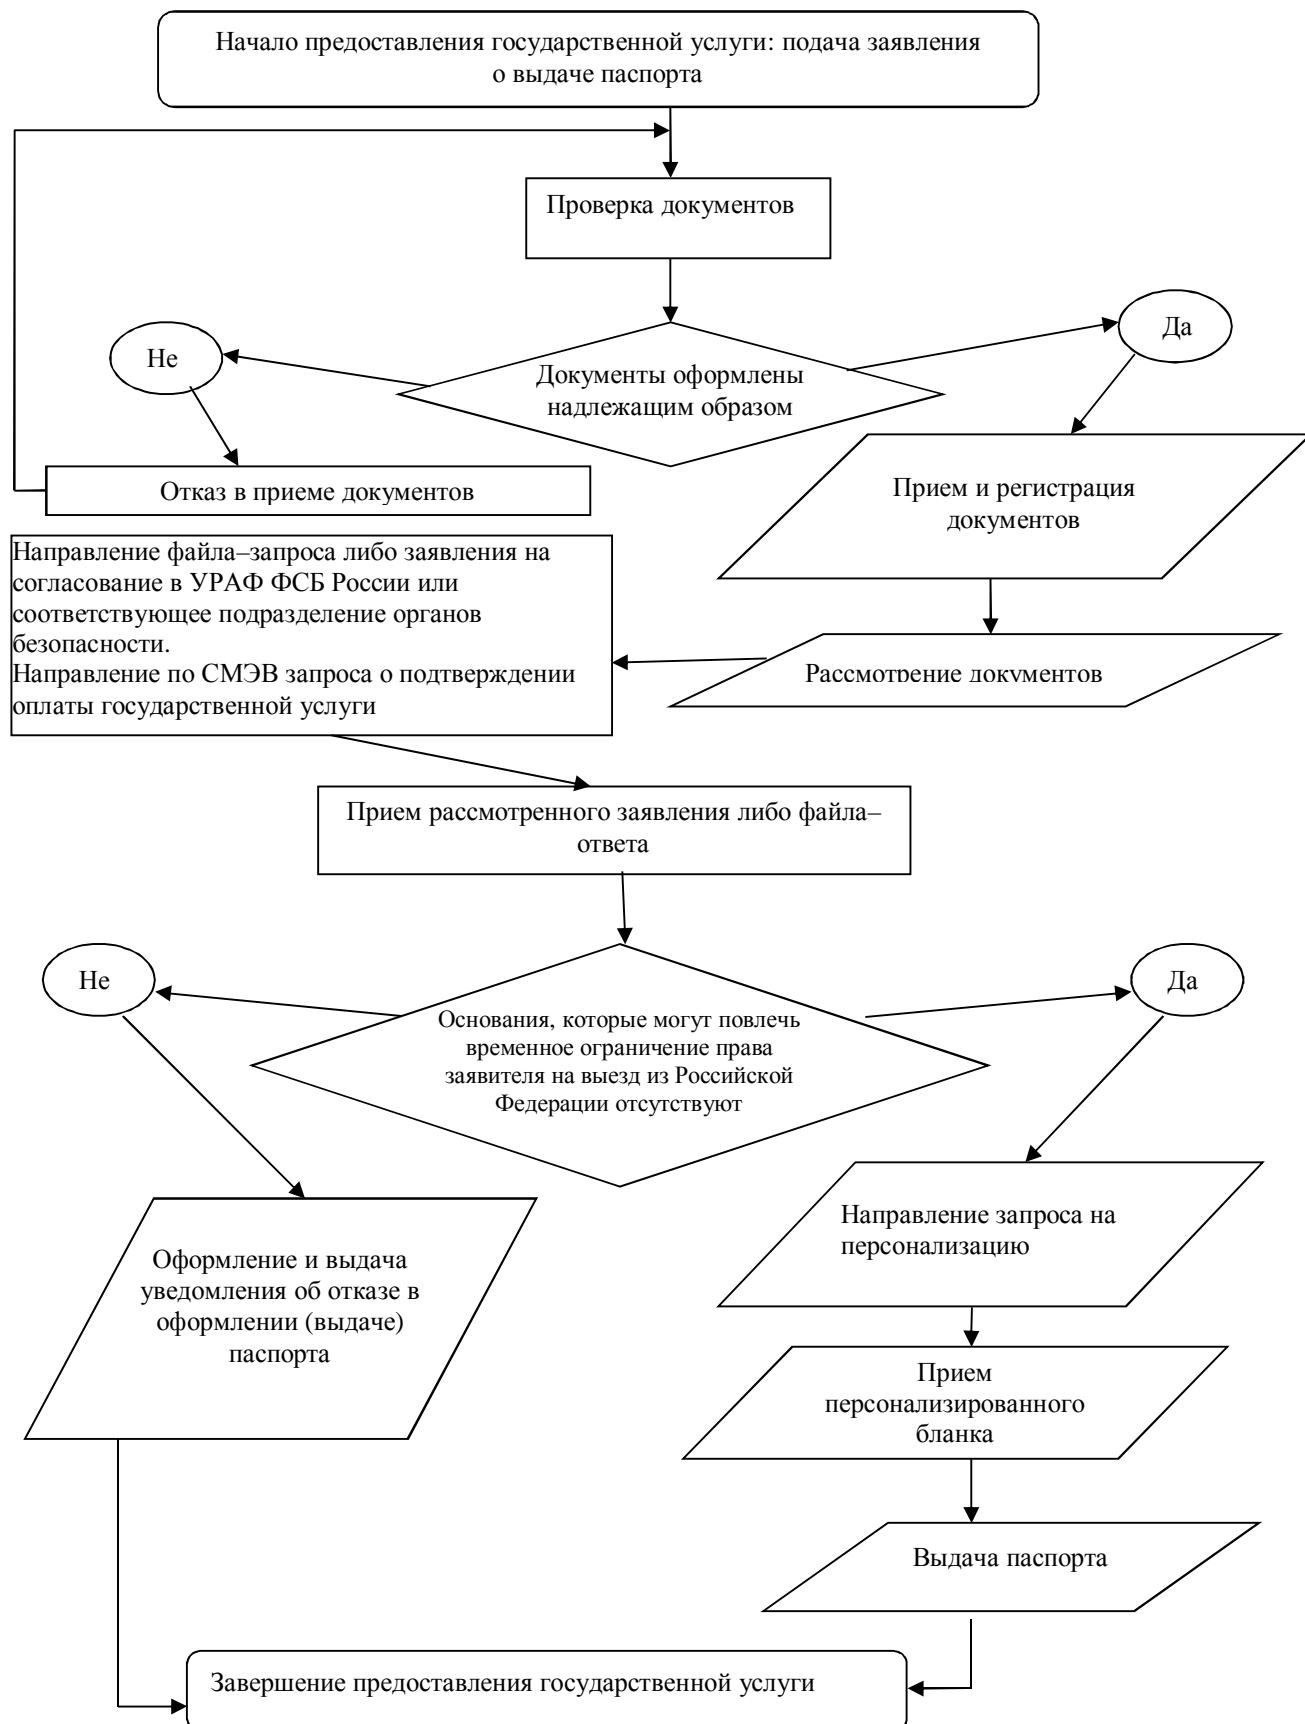 Начало предоставления государственной услуги: подача заявления
о выдаче паспорта
Проверка документов
Да
Не
Документы оформлены
надлежащим образом
Отказ в приеме документов
Прием и регистрация
документов
Направление файла–запроса либо заявления на
согласование в УРАФ ФСБ России или
соответствующее подразделение органов
безопасности.
Направление по СМЭВ запроса о подтверждении
оплаты государственной услуги
Рассмотрение документов
Прием рассмотренного заявления либо файла–
ответа
Не
Да
Основания, которые могут повлечь
временное ограничение права
заявителя на выезд из Российской
Федерации отсутствуют
Направление запроса на
персонализацию
Оформление и выдача
уведомления об отказе в
оформлении (выдаче)
паспорта
Прием
персонализированного
бланка
Выдача паспорта
Завершение предоставления государственной услуги